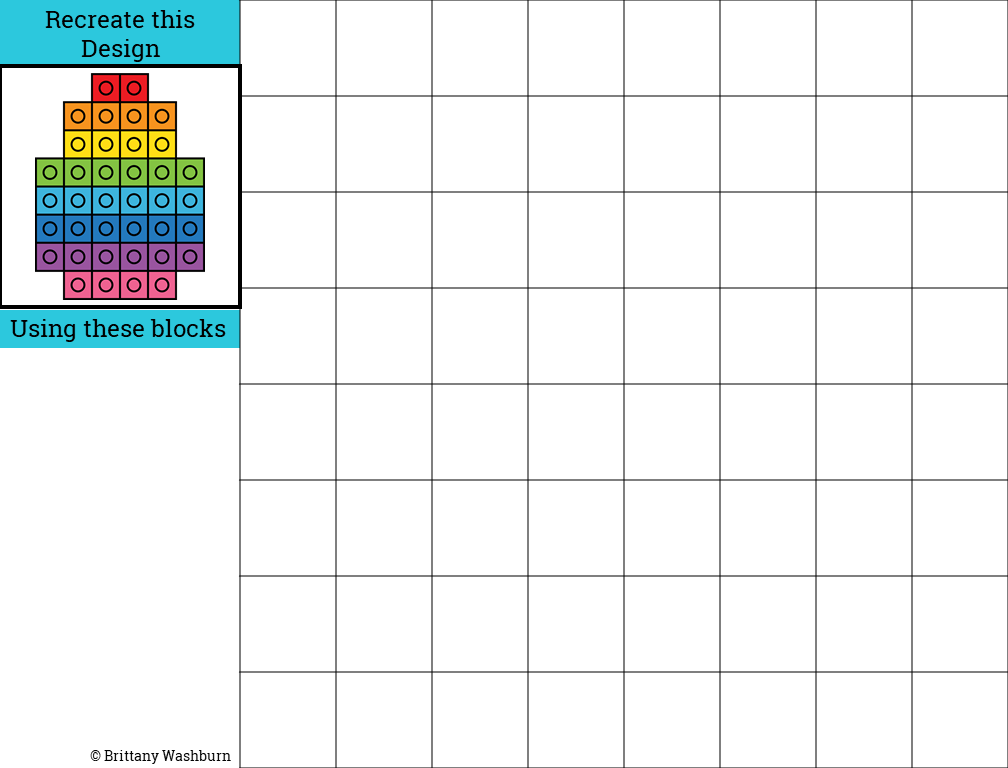 Recreate this
Design
Using these blocks
© Brittany Washburn